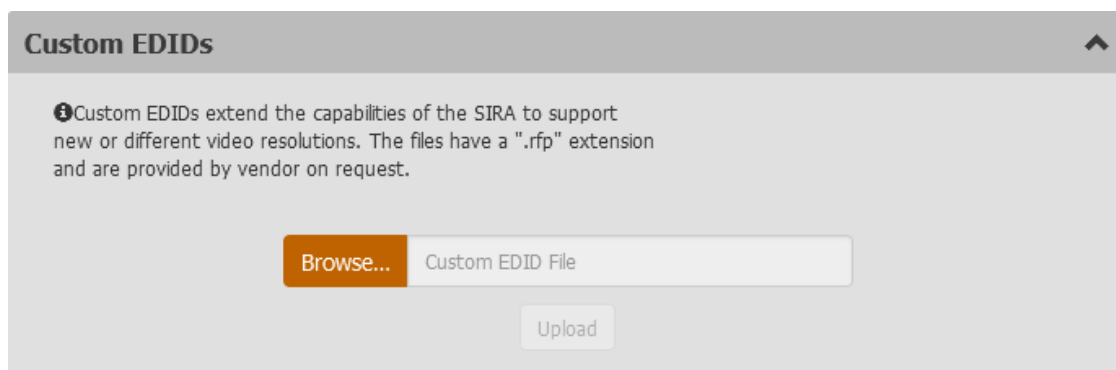 Custom EDIDs
Custom EDIDs extend the capabilities of the SIRA to support
new or different video resolutions. The files have a ".rfp" extension
and are provided by vendor on request.
Browse... Custom EDID File
Upload